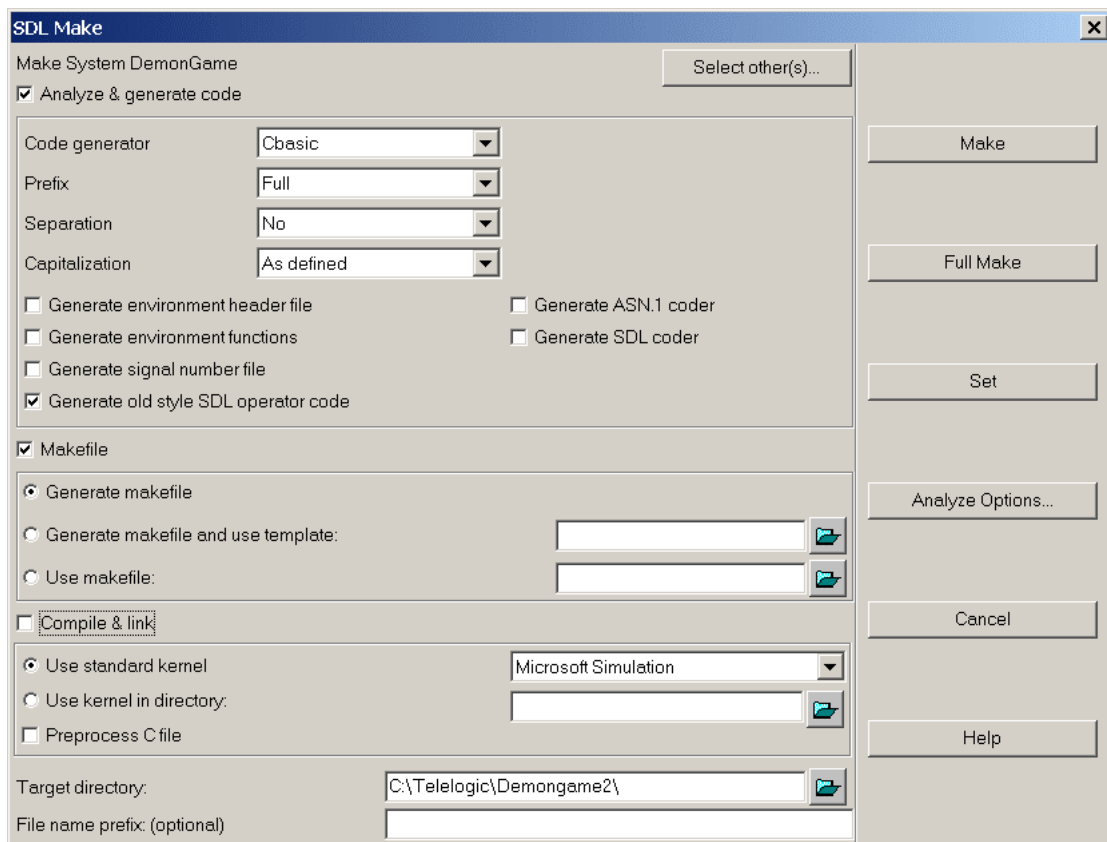 SDL Make
Make System DemonGame
Select other(s)...
Analyze & generate code
Code generator
Cbasic
Prefix
Full
Separation
No
Capitalization
As defined
Generate environment header file
Generate ASN.1 coder
Generate environment functions
Generate SDL coder
Generate signal number file
Generate old style SDL operator code
Makefile
Generate makefile
Generate makefile and use template:
Use makefile:
Compile & link
Use standard kernel
Microsoft Simulation
Use kernel in directory:
Preprocess C file
Target directory:
C:\Telelogic\Demongame2\
File name prefix: (optional)
Make
Full Make
Set
Analyze Options...
Cancel
Help